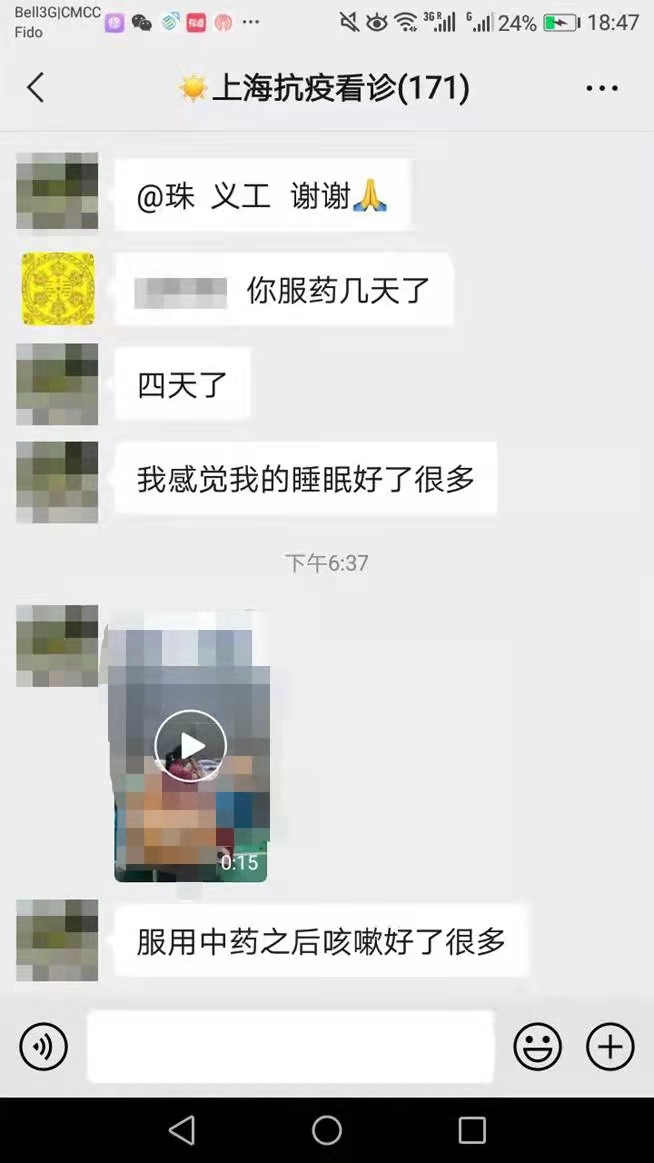 Bell3G|CMCC
Fido
24%
18:47
☀️上海抗疫看诊(171)
@珠 义工 谢谢🙏
你服药几天了
四天了
我感觉我的睡眠好了很多
下午6:37
0:15
服用中药之后咳嗽好了很多